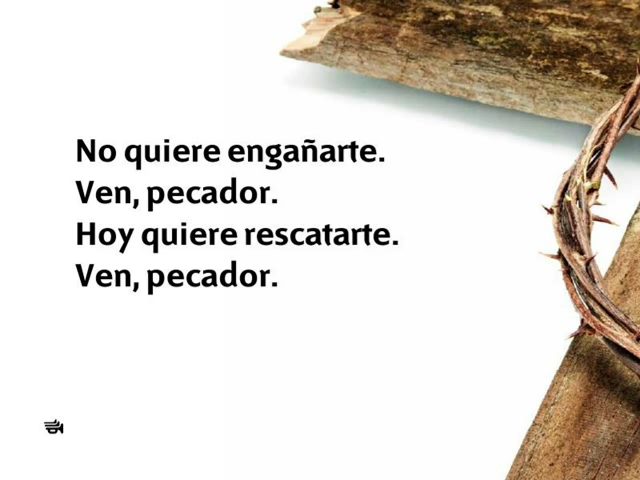 No quiere engañarte.
Ven, pecador.
Hoy quiere rescatarte.
Ven, pecador.